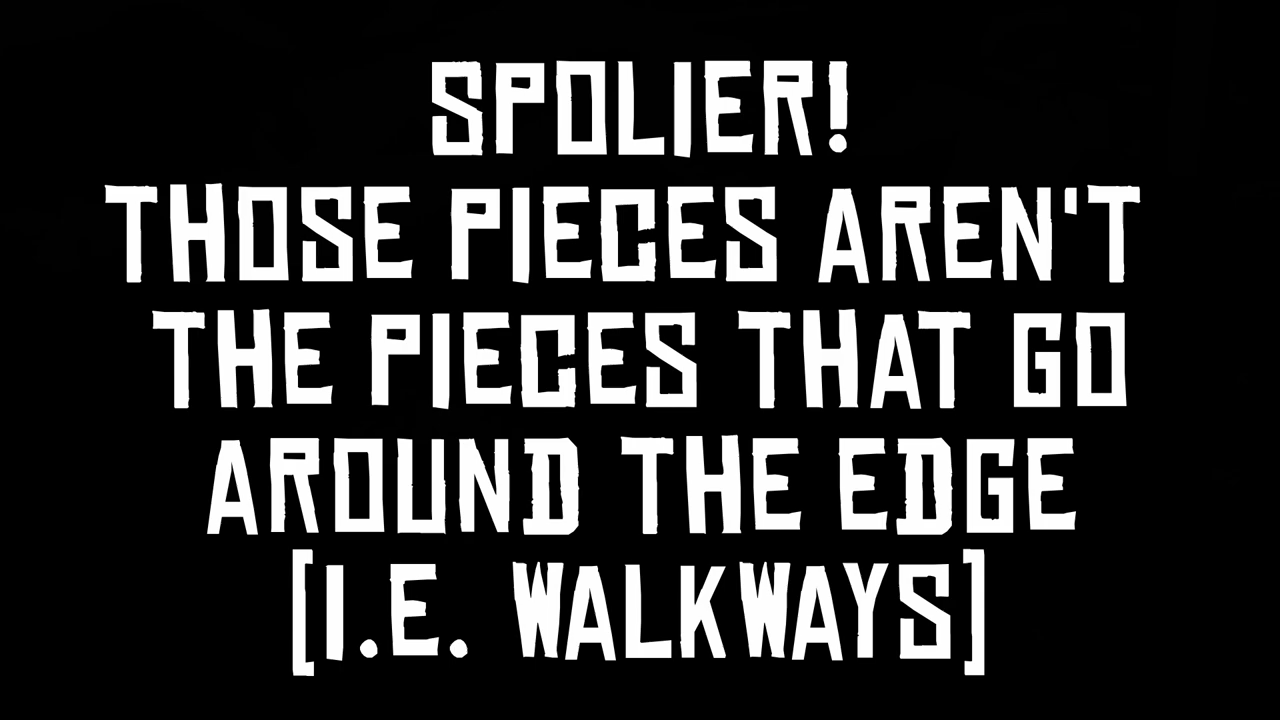 SPOLIER!
THOSE PIECES AREN'T
THE PIECES THAT GO
AROUND THE EDGE
[I.E. WALKWAYS]